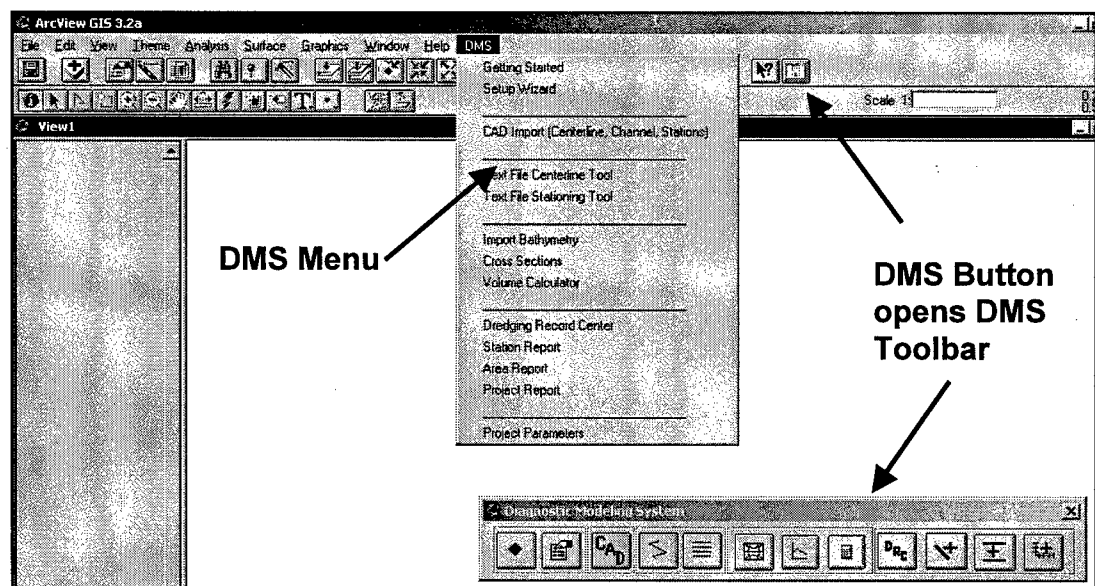 ArcView GIS 3.2a
File Edit View Theme Analysis Surface Graphics Window Help DMS
Scale 1:
View1
Getting Started
Setup Wizard
CAD Import (Centerline, Channel, Stations)
Text File Centerline Tool
Text File Stationing Tool
Import Bathymetry
Cross Sections
Volume Calculator
Dredging Record Center
Station Report
Area Report
Project Report
Project Parameters
DMS Menu
DMS Button
opens DMS
Toolbar
Diagnostic Modeling System
CAD
DRC